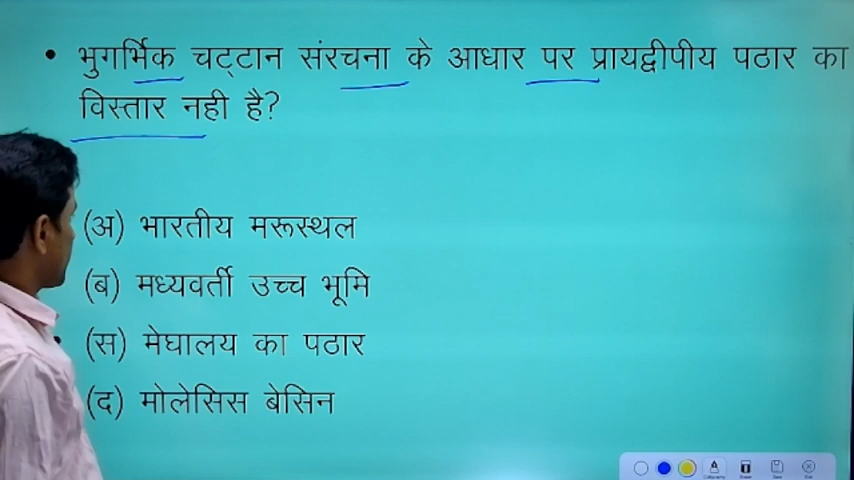 • भुगर्भिक चट्टान संरचना के आधार पर प्रायद्वीपीय पठार का
विस्तार नही है?
(अ) भारतीय मरूस्थल
(ब) मध्यवर्ती उच्च भूमि
(स) मेघालय का पठार
(द) मोलेसिस बेसिन